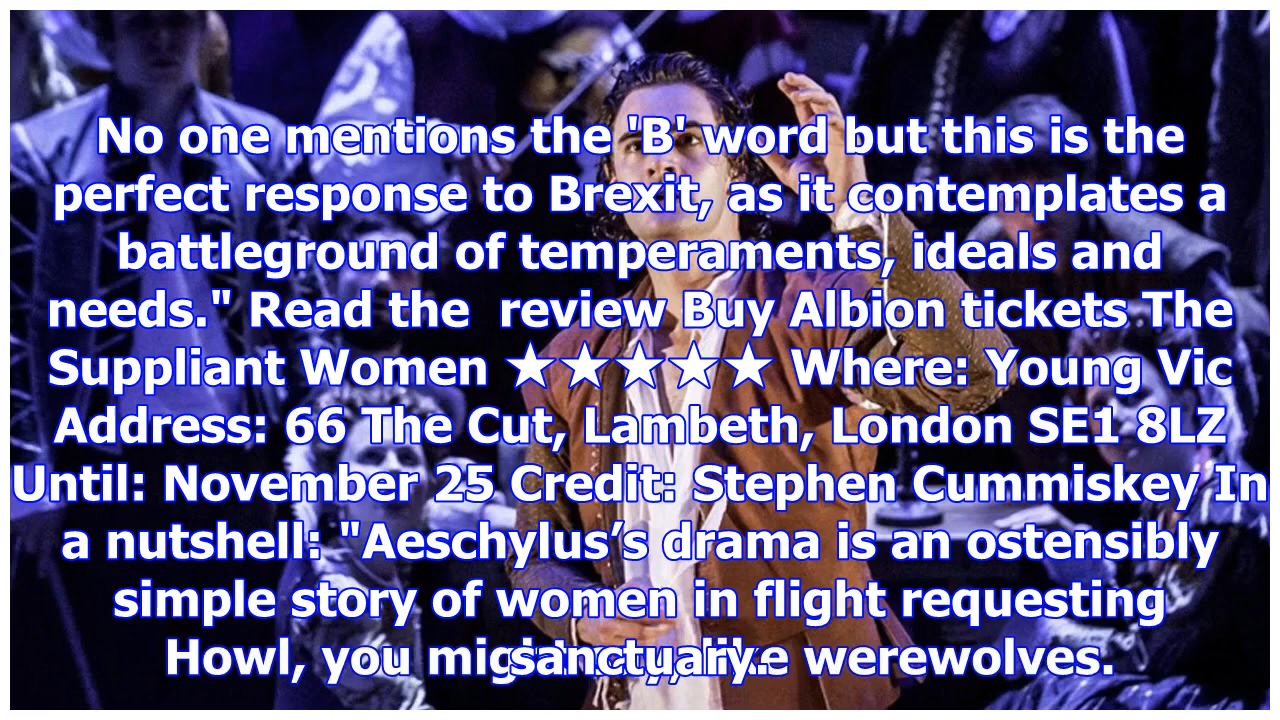 No one mentions the 'B' word but this is the
perfect response to Brexit, as it contemplates a
battleground of temperaments, ideals and
needs." Read the  review Buy Albion tickets The
Suppliant Women ★★★★★ Where: Young Vic
Address: 66 The Cut, Lambeth, London SE1 8LZ
Until: November 25 Credit: Stephen Cummiskey In
a nutshell: "Aeschylus’s drama is an ostensibly
simple story of women in flight requesting
sanctuary.
Howl, you werewolves.